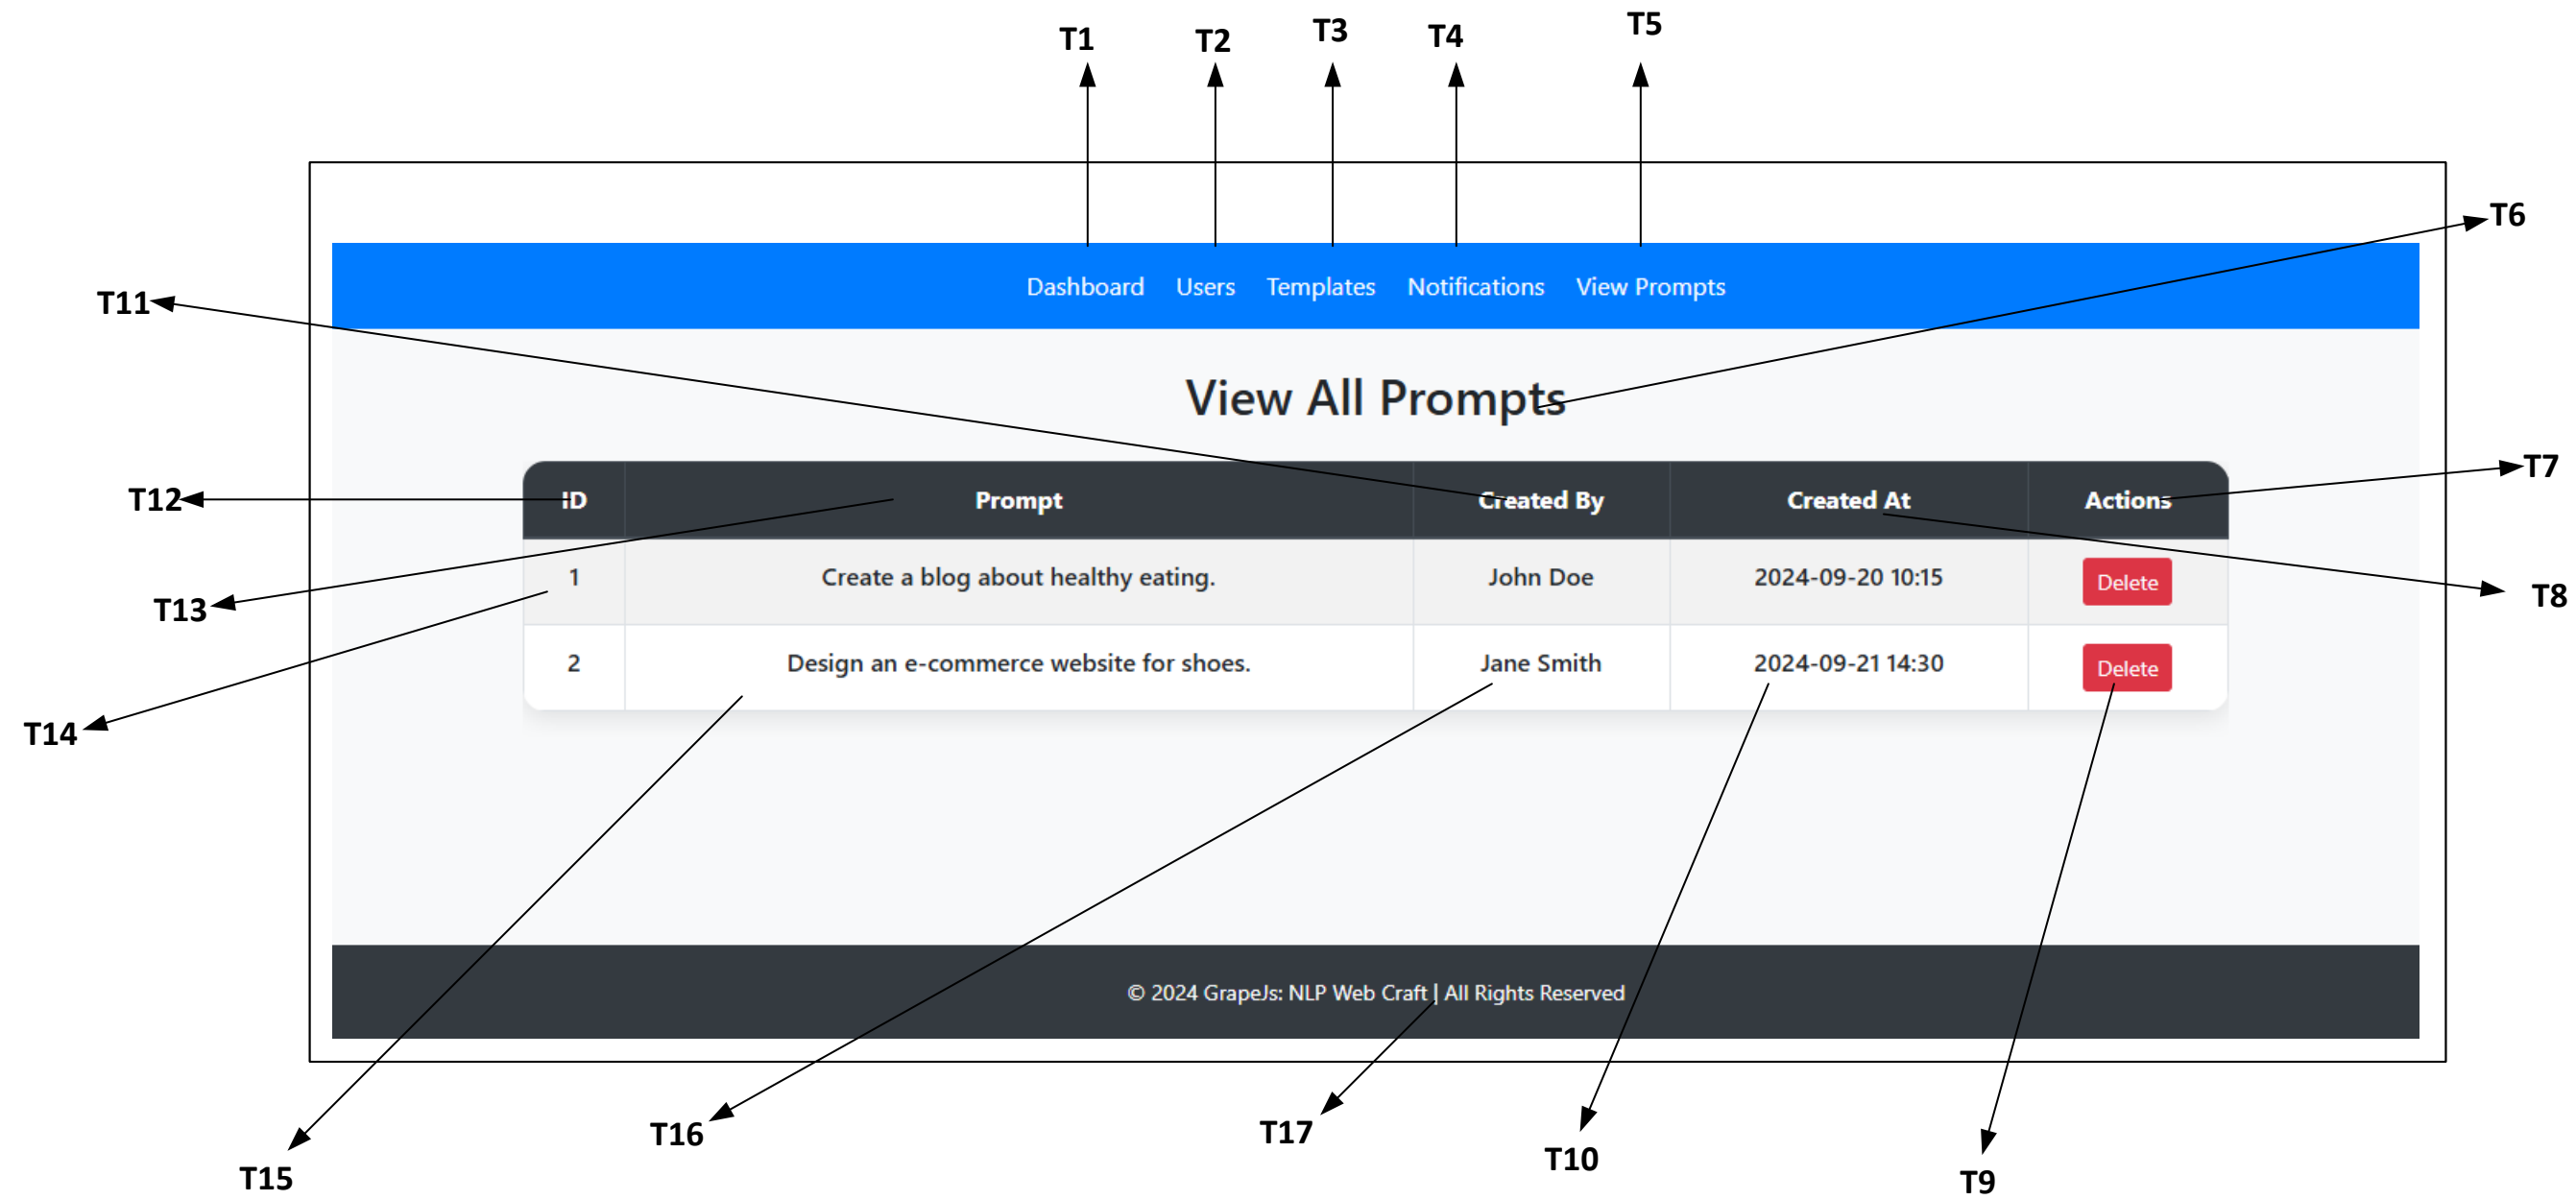 T1 T2 T3 T4 T5
T6
Dashboard Users Templates Notifications View Prompts
T11
View All Prompts
T7
T12
ID Prompt Created By Created At Actions
1 Create a blog about healthy eating. John Doe 2024-09-20 10:15 Delete
T8
T13
2 Design an e-commerce website for shoes. Jane Smith 2024-09-21 14:30 Delete
T14
© 2024 GrapeJs: NLP Web Craft | All Rights Reserved
T15 T16 T17 T10 T9